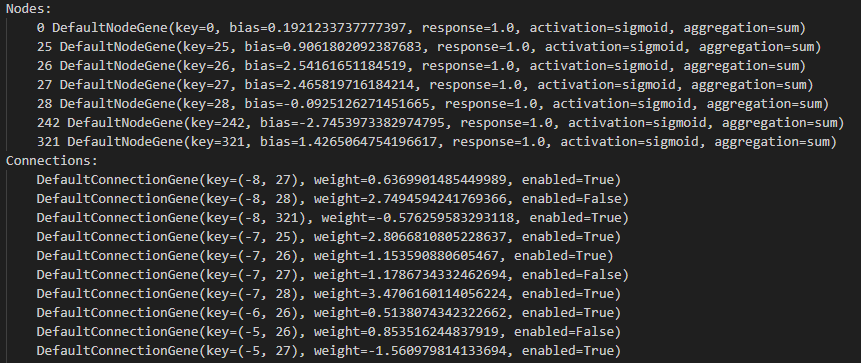 Nodes:
0 DefaultNodeGene(key=0, bias=0.1921233737777397, response=1.0, activation=sigmoid, aggregation=sum)
25 DefaultNodeGene(key=25, bias=0.9061802092387683, response=1.0, activation=sigmoid, aggregation=sum)
26 DefaultNodeGene(key=26, bias=2.54161651184519, response=1.0, activation=sigmoid, aggregation=sum)
27 DefaultNodeGene(key=27, bias=2.465819716184214, response=1.0, activation=sigmoid, aggregation=sum)
28 DefaultNodeGene(key=28, bias=-0.0925126271451665, response=1.0, activation=sigmoid, aggregation=sum)
242 DefaultNodeGene(key=242, bias=-2.7453973382974795, response=1.0, activation=sigmoid, aggregation=sum)
321 DefaultNodeGene(key=321, bias=1.4265064754196617, response=1.0, activation=sigmoid, aggregation=sum)
Connections:
DefaultConnectionGene(key=(-8, 27), weight=0.6369901485449989, enabled=True)
DefaultConnectionGene(key=(-8, 28), weight=2.7494594241769366, enabled=False)
DefaultConnectionGene(key=(-8, 321), weight=-0.576259583293118, enabled=True)
DefaultConnectionGene(key=(-7, 25), weight=2.8066810805228637, enabled=True)
DefaultConnectionGene(key=(-7, 26), weight=1.153590880605467, enabled=True)
DefaultConnectionGene(key=(-7, 27), weight=1.1786734332462694, enabled=False)
DefaultConnectionGene(key=(-7, 28), weight=3.4706160114056224, enabled=True)
DefaultConnectionGene(key=(-6, 26), weight=0.5138074342322662, enabled=True)
DefaultConnectionGene(key=(-5, 26), weight=0.853516244837919, enabled=False)
DefaultConnectionGene(key=(-5, 27), weight=-1.560979814133694, enabled=True)